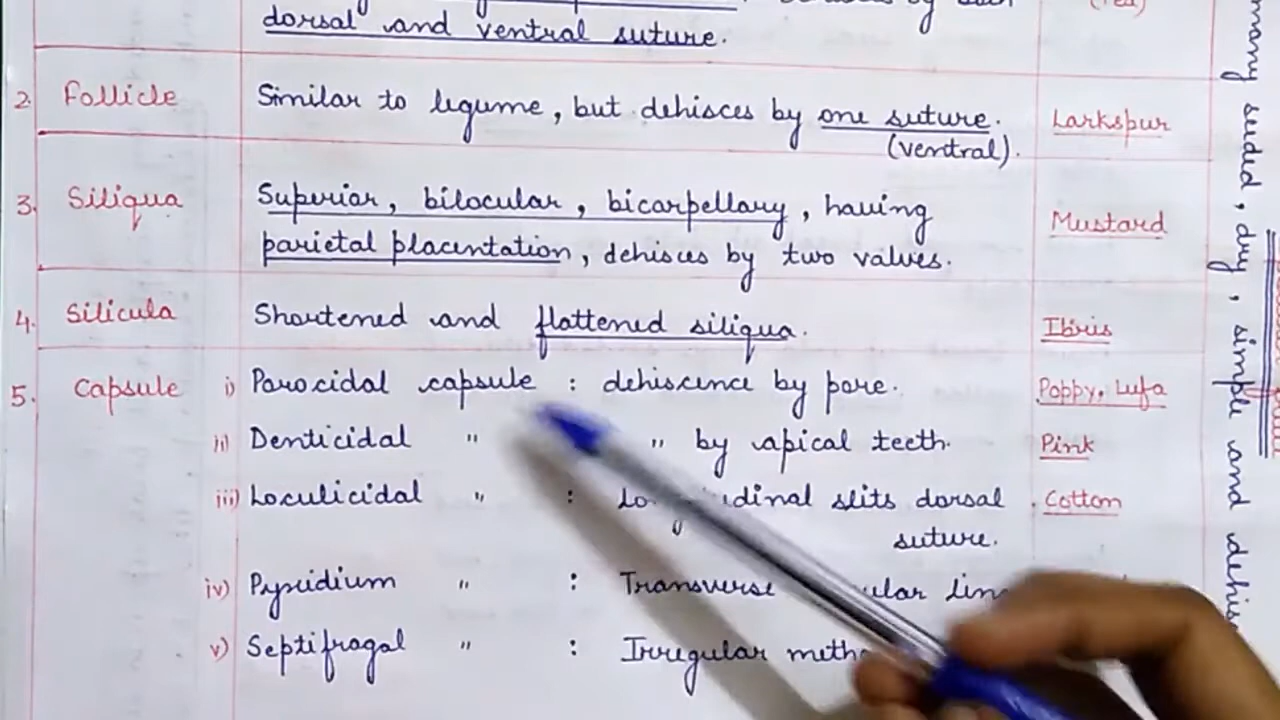 dorsal and ventral suture.
2. Follicle Similar to legume, but dehisces by one suture. Larkspur
(ventral).
3. Siliqua Superior, bilocular, bicarpellary, having Mustard
parietal placentation, dehisces by two valves.
4. Silicula Shortened and flattened siliqua. Ibris
5. Capsule i) Porocidal capsule : dehiscence by pore. Poppy, Lufa
ii) Denticidal " " by apical teeth. Pink
iii) Loculicidal " : dinal slits dorsal Cotton
suture.
iv) Pyxidium " : Transverse
v) Septifragal " : Irregular
many seeded, dry, simple and dehis